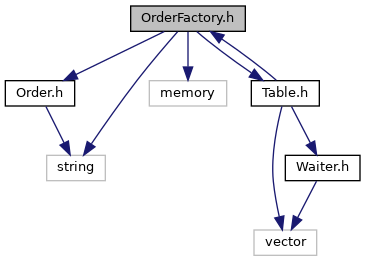 OrderFactory.h
Order.h
memory
Table.h
string
Waiter.h
vector